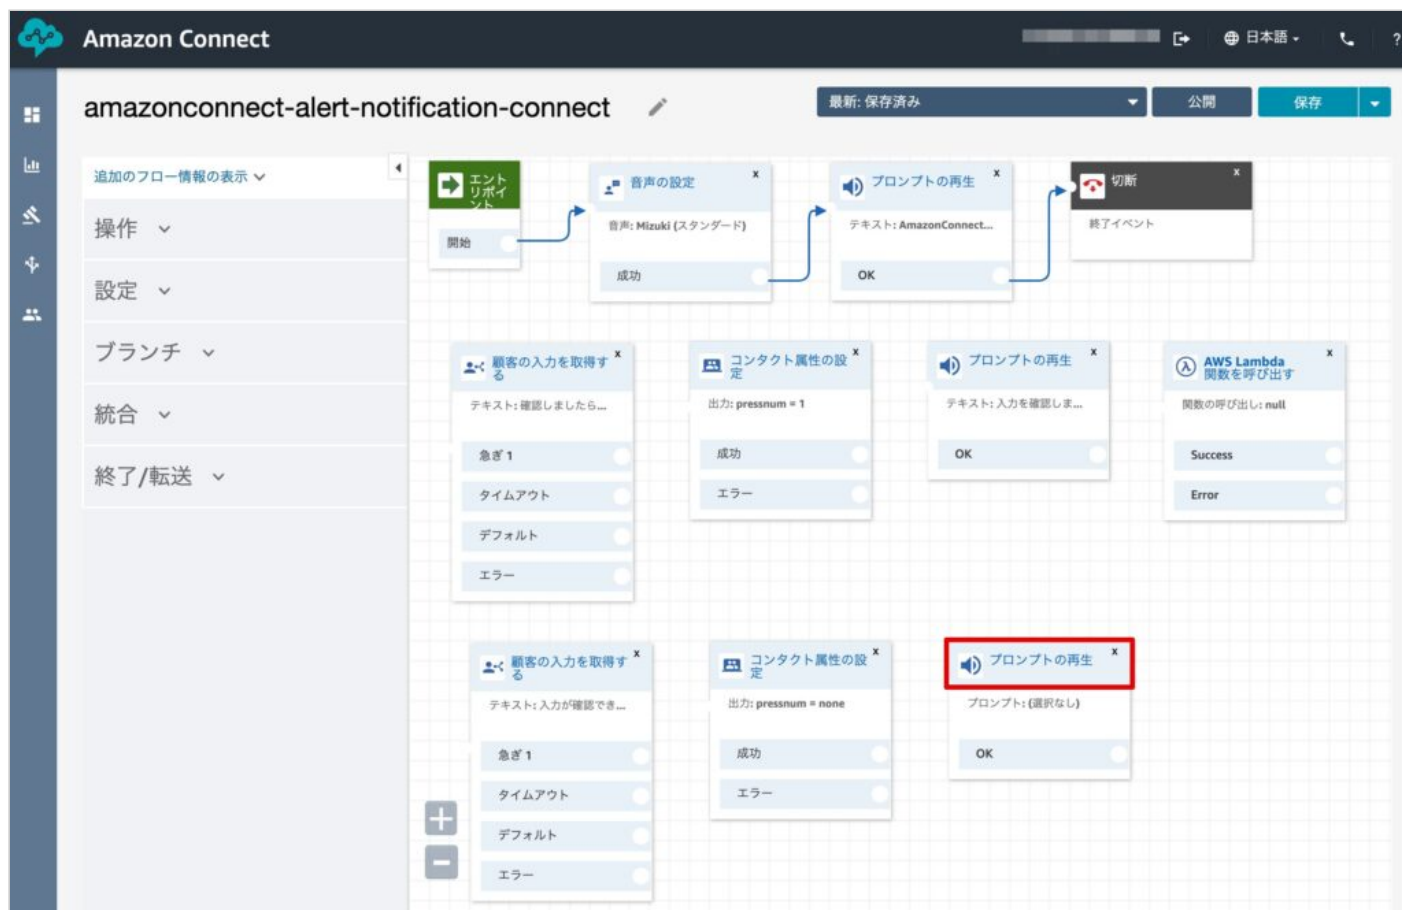 Amazon Connect
日本語
?
amazonconnect-alert-notification-connect
最新: 保存済み
公開
保存
追加のフロー情報の表示
操作
設定
ブランチ
統合
終了/転送
エント
リポイ
ント
開始
音声の設定
x
音声: Mizuki (スタンダード)
成功
プロンプトの再生
x
テキスト: AmazonConnect...
OK
切断
x
終了イベント
顧客の入力を取得す
る
x
テキスト: 確認しましたら...
急ぎ 1
タイムアウト
デフォルト
エラー
コンタクト属性の設
定
x
出力: pressnum = 1
成功
エラー
プロンプトの再生
x
テキスト: 入力を確認しま...
OK
AWS Lambda
関数を呼び出す
x
関数の呼び出し: null
Success
Error
顧客の入力を取得す
る
x
テキスト: 入力が確認でき...
急ぎ 1
タイムアウト
デフォルト
エラー
コンタクト属性の設
定
x
出力: pressnum = none
成功
エラー
プロンプトの再生
x
プロンプト: (選択なし)
OK